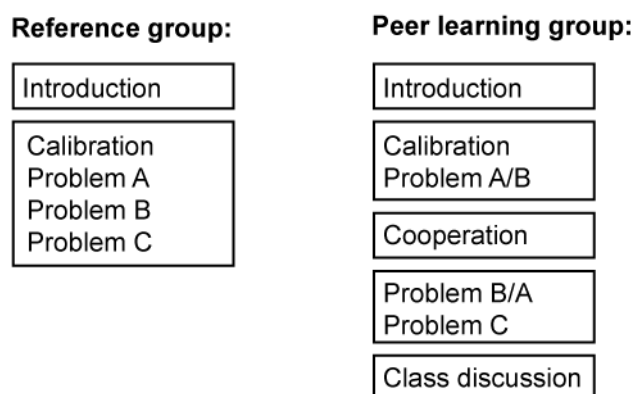 Reference group:
Introduction
Calibration
Problem A
Problem B
Problem C
Peer learning group:
Introduction
Calibration
Problem A/B
Cooperation
Problem B/A
Problem C
Class discussion